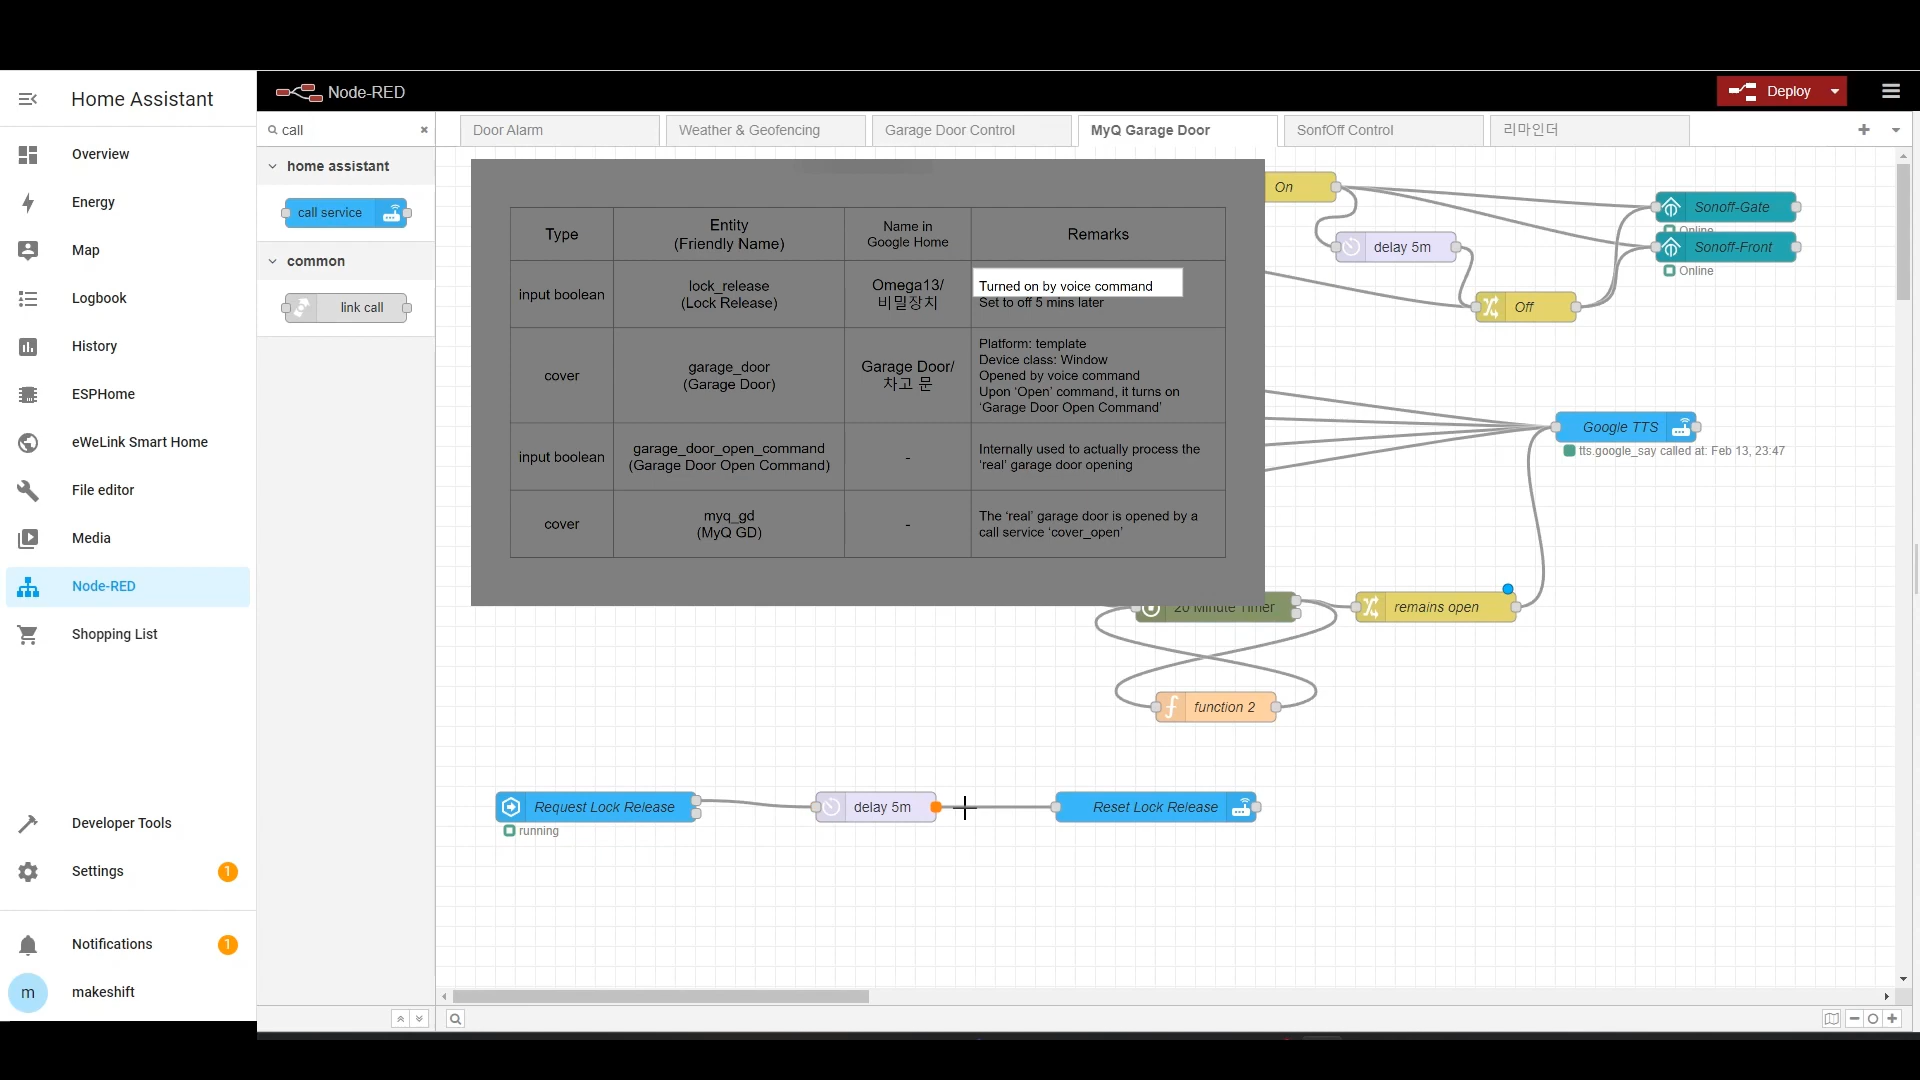 Home Assistant
Overview
Energy
Map
Logbook
History
ESPHome
eWeLink Smart Home
File editor
Media
Node-RED
Shopping List
Developer Tools
Settings
1
Notifications
1
m
makeshift
Node-RED
Deploy
call
home assistant
call service
common
link call
Door Alarm
Weather & Geofencing
Garage Door Control
MyQ Garage Door
SonfOff Control
리마인더
Type
Entity
(Friendly Name)
Name in
Google Home
Remarks
input boolean
lock_release
(Lock Release)
Omega13/
비밀장치
Turned on by voice command
Set to off 5 mins later
cover
garage_door
(Garage Door)
Garage Door/
차고 문
Platform: template
Device class: Window
Opened by voice command
Upon ‘Open’ command, it turns on
‘Garage Door Open Command’
input boolean
garage_door_open_command
(Garage Door Open Command)
-
Internally used to actually process the
‘real’ garage door opening
cover
myq_gd
(MyQ GD)
-
The ‘real’ garage door is opened by a
call service ‘cover_open’
On
delay 5m
Off
Sonoff-Gate
Online
Sonoff-Front
Online
Google TTS
tts.google_say called at: Feb 13, 23:47
20 Minute Timer
remains open
function 2
Request Lock Release
running
delay 5m
Reset Lock Release